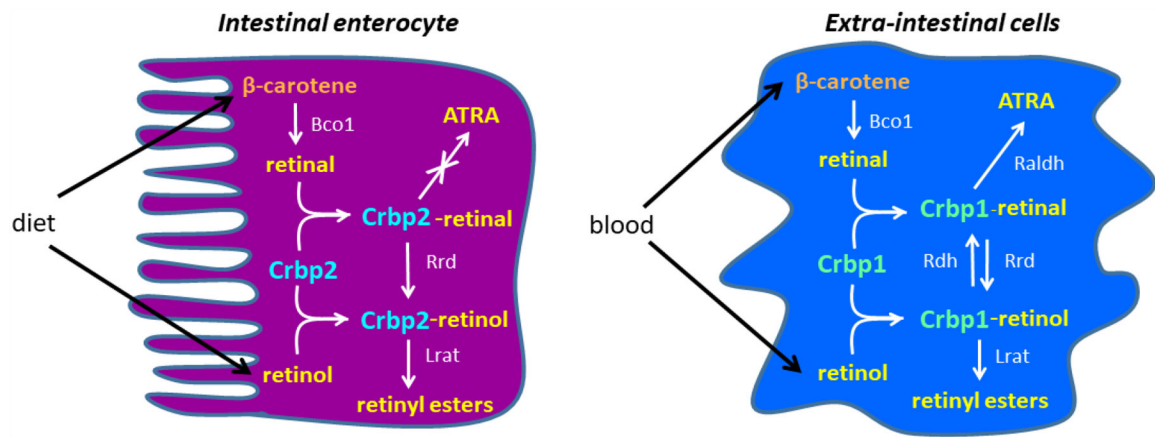 Intestinal enterocyte
β-carotene
Bco1
ATRA
retinal
diet
Crbp2-retinal
Crbp2
Rrd
Crbp2-retinol
retinol
Lrat
retinyl esters
Extra-intestinal cells
β-carotene
Bco1
ATRA
retinal
Raldh
blood
Crbp1-retinal
Crbp1
Rdh
Rrd
Crbp1-retinol
retinol
Lrat
retinyl esters